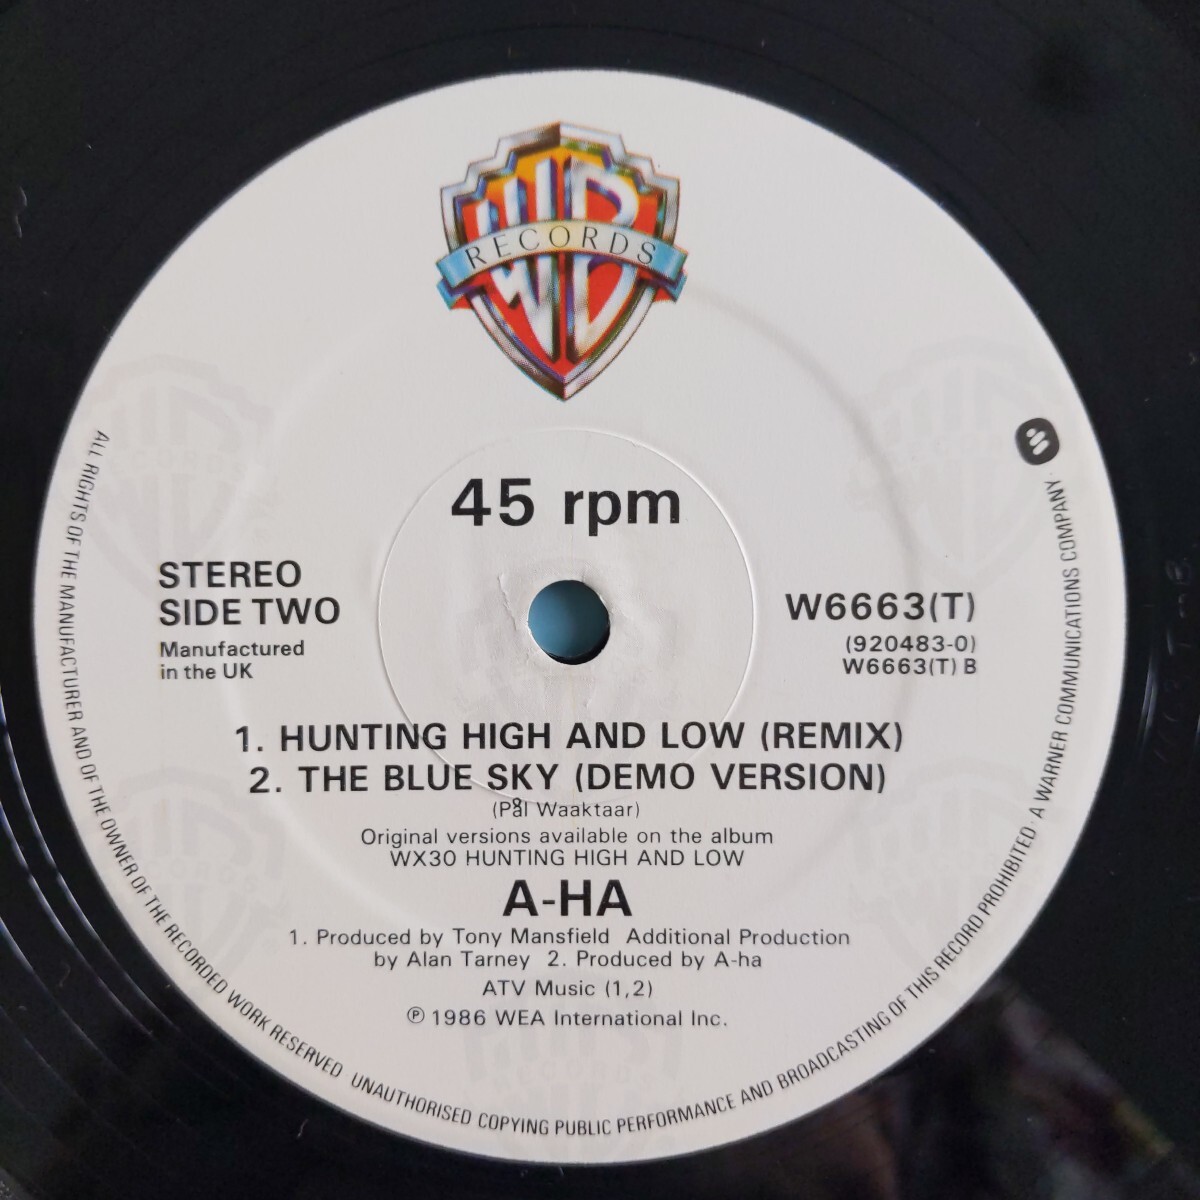 WB
RECORDS
45 rpm
STEREO
SIDE TWO
Manufactured
in the UK
W6663(T)
(920483-0)
W6663(T) B
1. HUNTING HIGH AND LOW (REMIX)
2. THE BLUE SKY (DEMO VERSION)
(Pål Waaktaar)
Original versions available on the album
WX30 HUNTING HIGH AND LOW
A-HA
1. Produced by Tony Mansfield Additional Production
by Alan Tarney 2. Produced by A-ha
ATV Music (1,2)
℗ 1986 WEA International Inc.
ALL RIGHTS OF THE MANUFACTURER AND OF THE OWNER OF THE RECORDED WORK RESERVED UNAUTHORISED COPYING PUBLIC PERFORMANCE AND BROADCASTING OF THIS RECORD PROHIBITED · A WARNER COMMUNICATIONS COMPANY ·